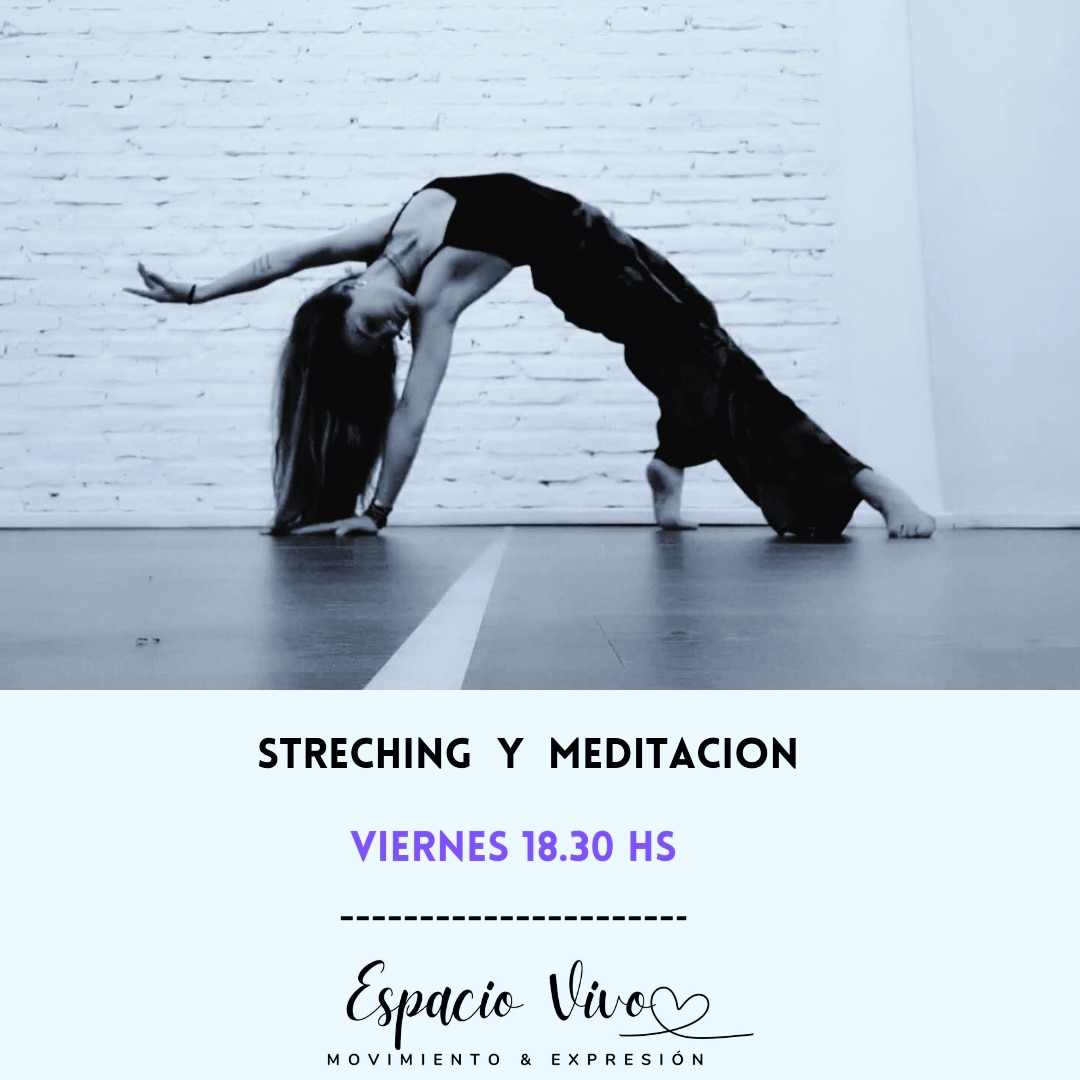 STRECHING Y MEDITACION
VIERNES 18.30 HS
----------------------
Espacio Vivo
MOVIMIENTO & EXPRESIÓN